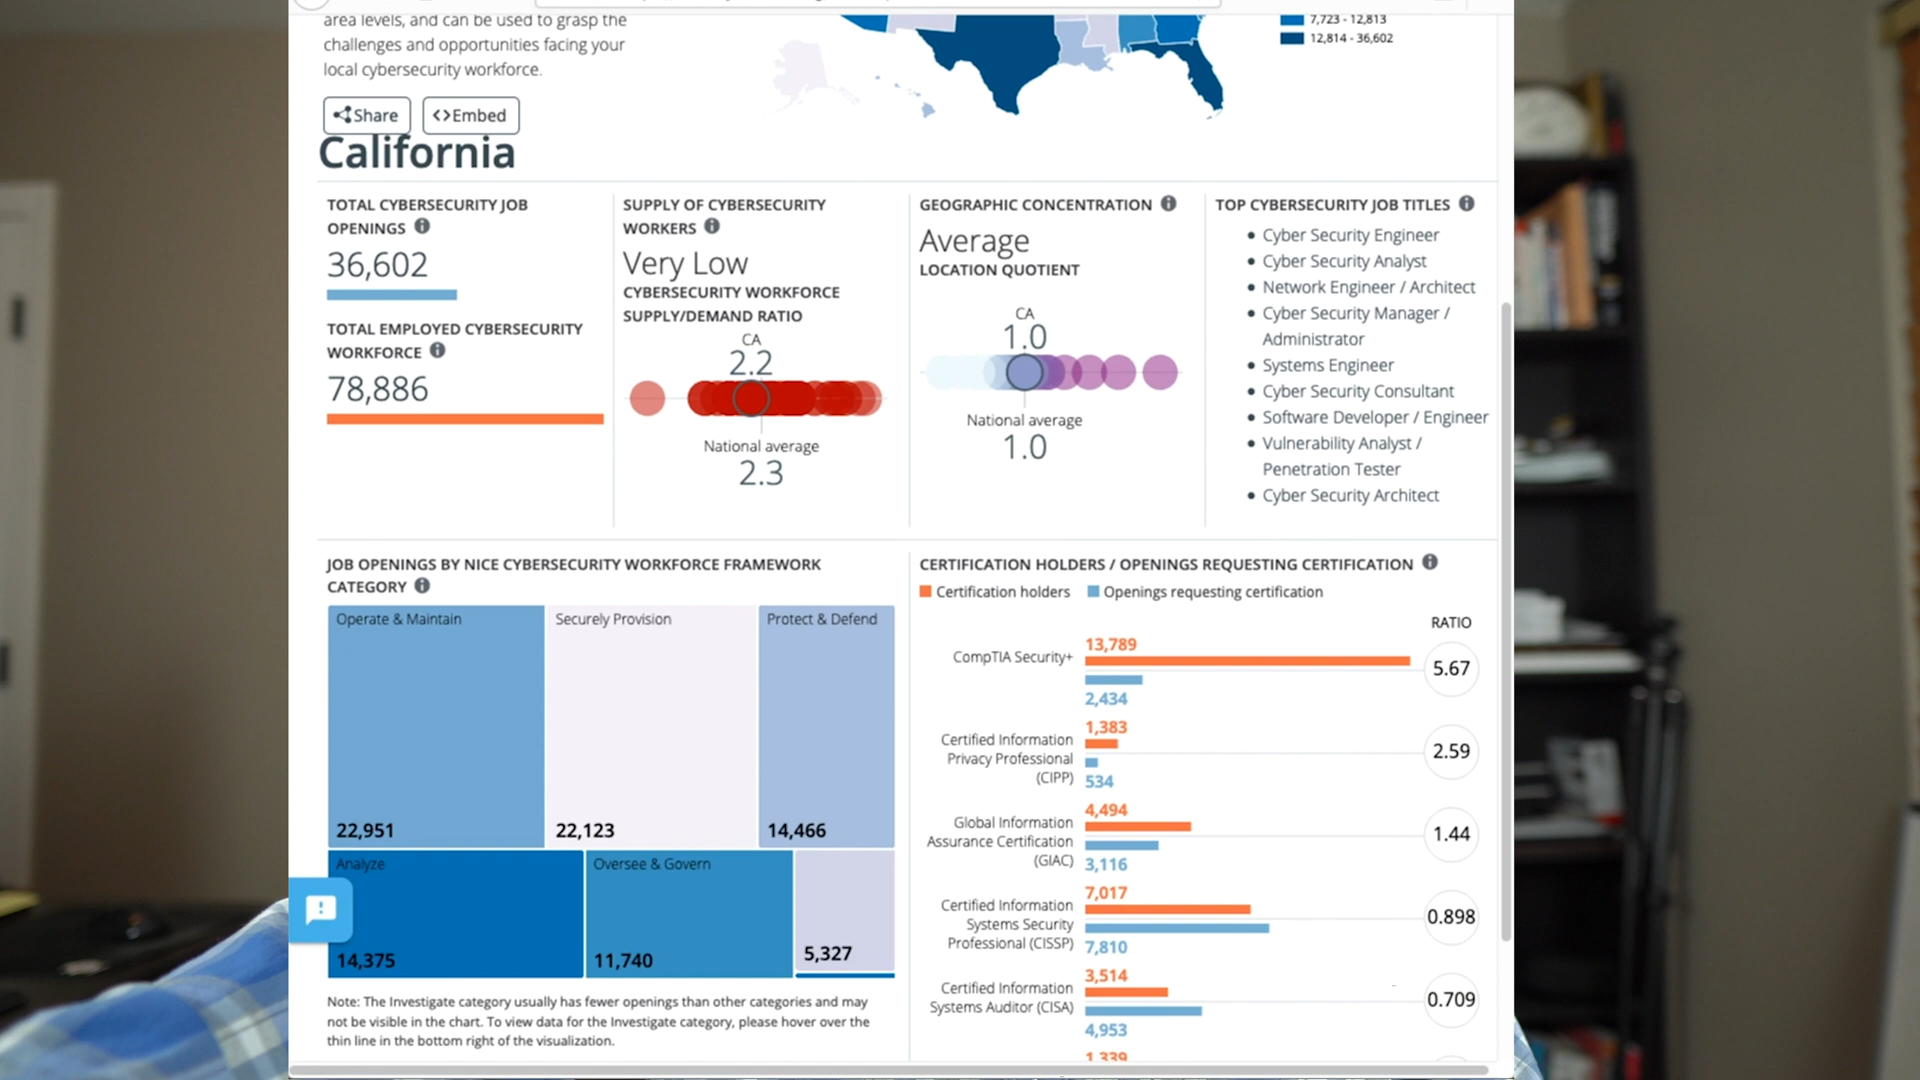 area levels, and can be used to grasp the
challenges and opportunities facing your
local cybersecurity workforce.
7,723 - 12,813
12,814 - 36,602
Share
<>Embed
California
TOTAL CYBERSECURITY JOB
OPENINGS
36,602
TOTAL EMPLOYED CYBERSECURITY
WORKFORCE
78,886
SUPPLY OF CYBERSECURITY
WORKERS
Very Low
CYBERSECURITY WORKFORCE
SUPPLY/DEMAND RATIO
CA
2.2
National average
2.3
GEOGRAPHIC CONCENTRATION
Average
LOCATION QUOTIENT
CA
1.0
National average
1.0
TOP CYBERSECURITY JOB TITLES
• Cyber Security Engineer
• Cyber Security Analyst
• Network Engineer / Architect
• Cyber Security Manager /
Administrator
• Systems Engineer
• Cyber Security Consultant
• Software Developer / Engineer
• Vulnerability Analyst /
Penetration Tester
• Cyber Security Architect
JOB OPENINGS BY NICE CYBERSECURITY WORKFORCE FRAMEWORK
CATEGORY
Operate & Maintain
22,951
Securely Provision
22,123
Protect & Defend
14,466
Analyze
14,375
Oversee & Govern
11,740
5,327
Note: The Investigate category usually has fewer openings than other categories and may
not be visible in the chart. To view data for the Investigate category, please hover over the
thin line in the bottom right of the visualization.
CERTIFICATION HOLDERS / OPENINGS REQUESTING CERTIFICATION
Certification holders
Openings requesting certification
RATIO
CompTIA Security+
13,789
2,434
5.67
Certified Information
Privacy Professional
(CIPP)
1,383
534
2.59
Global Information
Assurance Certification
(GIAC)
4,494
3,116
1.44
Certified Information
Systems Security
Professional (CISSP)
7,017
7,810
0.898
Certified Information
Systems Auditor (CISA)
3,514
4,953
0.709
1,339